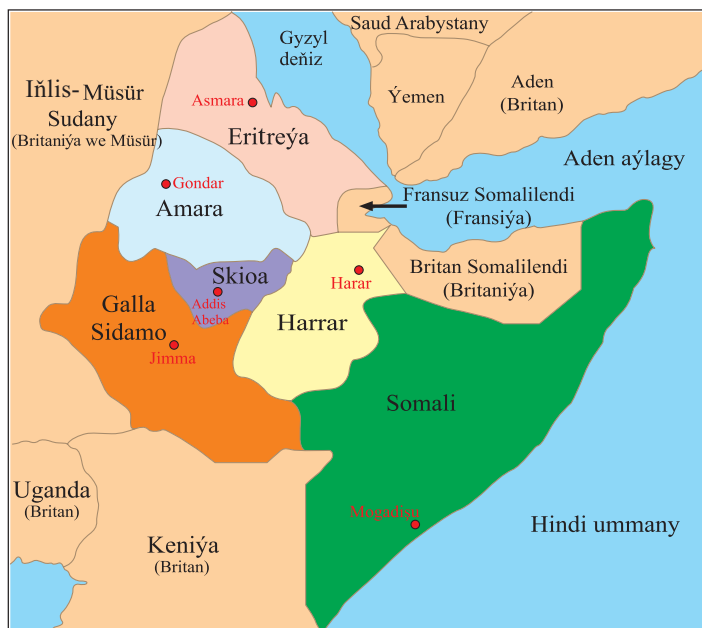 Saud Arabystany
Gyzyl
deňiz
Iňlis-Müsür
Sudany
(Britaniýa we Müsür)
Asmara
Eritreýa
Ýemen
Aden
(Britan)
Aden aýlagy
Gondar
Amara
Fransuz Somalilendi
(Fransiýa)
Skioa
Addis
Abeba
Harar
Harrar
Britan Somalilendi
(Britaniýa)
Galla
Sidamo
Jimma
Somali
Mogadişu
Hindi ummany
Uganda
(Britan)
Keniýa
(Britan)